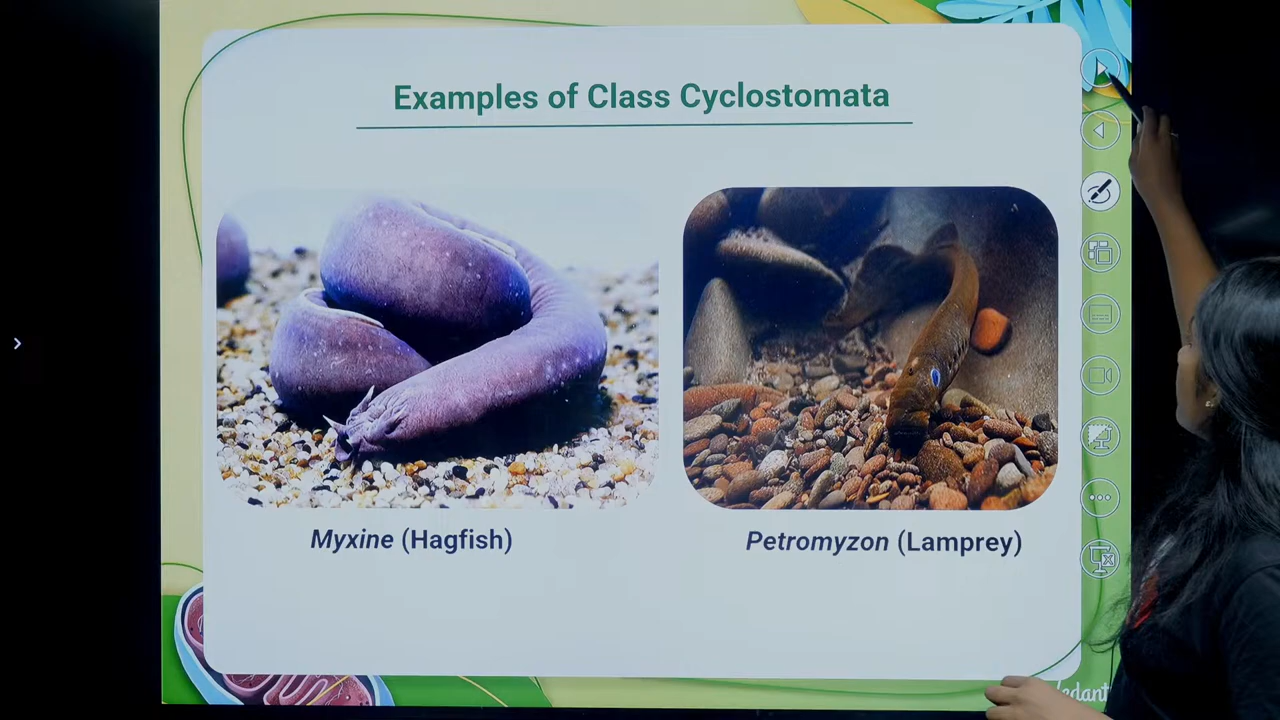 Examples of Class Cyclostomata
Myxine (Hagfish)
Petromyzon (Lamprey)